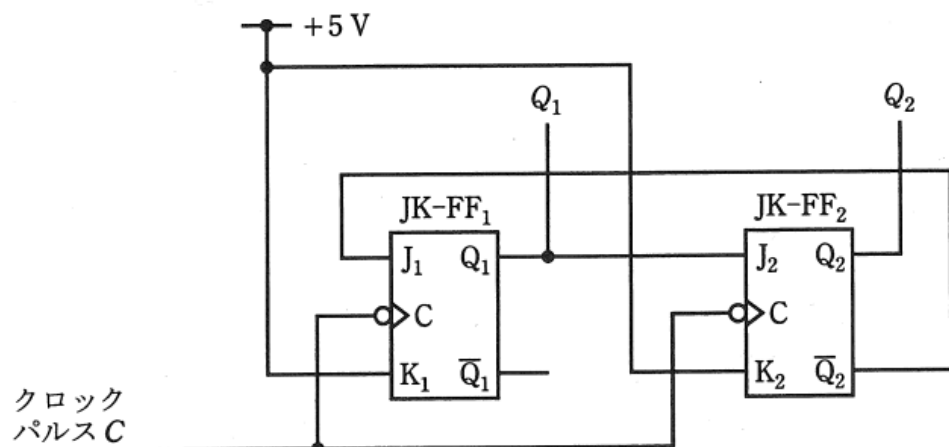 +5 V
Q₁ Q₂
JK-FF₁ JK-FF₂
J₁ Q₁ J₂ Q₂
C C
K₁ Q̅₁ K₂ Q̅₂
クロック
パルス C